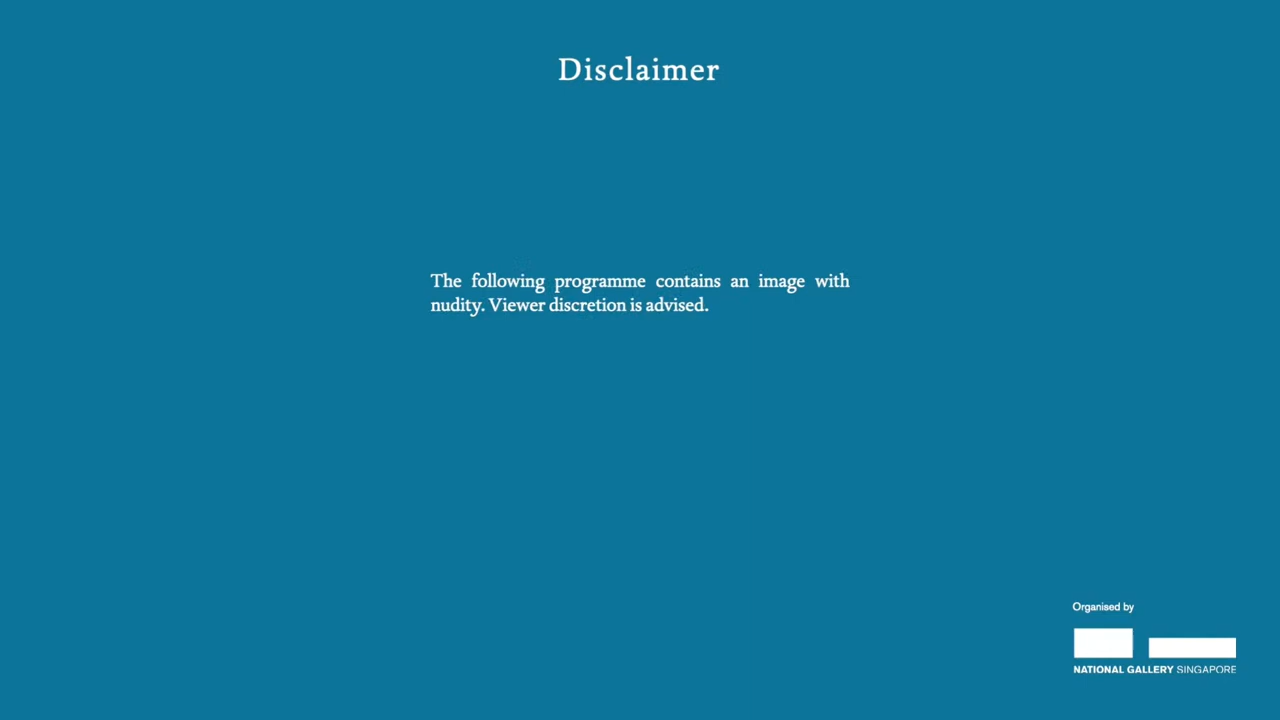 Disclaimer
The following programme contains an image with
nudity. Viewer discretion is advised.
Organised by
NATIONAL GALLERY SINGAPORE